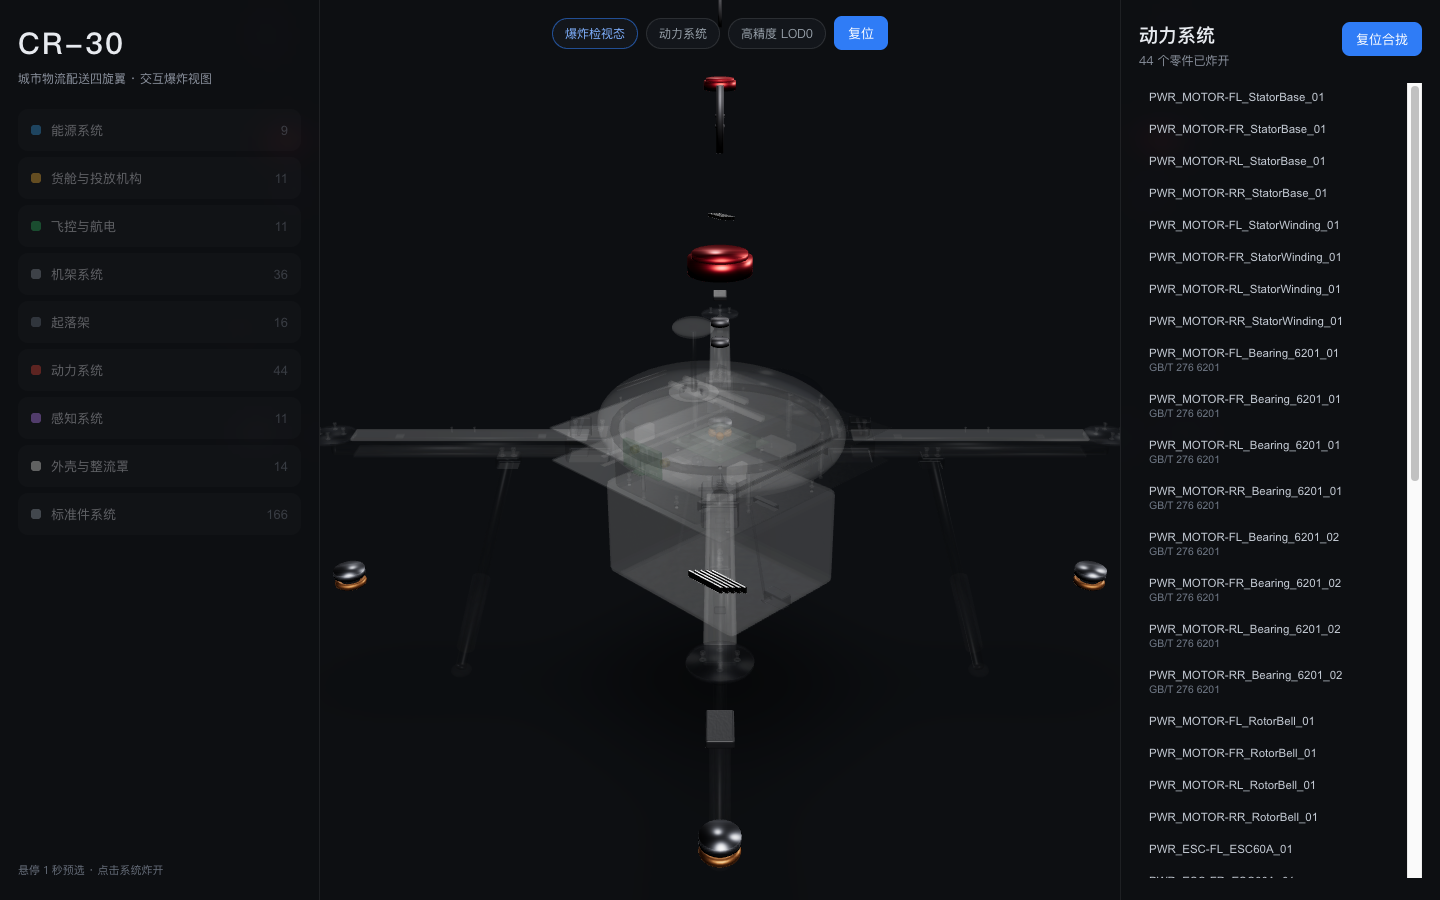 CR-30
城市物流配送四旋翼 · 交互爆炸视图
能源系统 9
货舱与投放机构 11
飞控与航电 11
机架系统 36
起落架 16
动力系统 44
感知系统 11
外壳与整流罩 14
标准件系统 166
悬停 1 秒预选 · 点击系统炸开
爆炸检视态
动力系统
高精度 LOD0
复位
动力系统
44 个零件已炸开
复位合拢
PWR_MOTOR-FL_StatorBase_01
PWR_MOTOR-FR_StatorBase_01
PWR_MOTOR-RL_StatorBase_01
PWR_MOTOR-RR_StatorBase_01
PWR_MOTOR-FL_StatorWinding_01
PWR_MOTOR-FR_StatorWinding_01
PWR_MOTOR-RL_StatorWinding_01
PWR_MOTOR-RR_StatorWinding_01
PWR_MOTOR-FL_Bearing_6201_01
GB/T 276 6201
PWR_MOTOR-FR_Bearing_6201_01
GB/T 276 6201
PWR_MOTOR-RL_Bearing_6201_01
GB/T 276 6201
PWR_MOTOR-RR_Bearing_6201_01
GB/T 276 6201
PWR_MOTOR-FL_Bearing_6201_02
GB/T 276 6201
PWR_MOTOR-FR_Bearing_6201_02
GB/T 276 6201
PWR_MOTOR-RL_Bearing_6201_02
GB/T 276 6201
PWR_MOTOR-RR_Bearing_6201_02
GB/T 276 6201
PWR_MOTOR-FL_RotorBell_01
PWR_MOTOR-FR_RotorBell_01
PWR_MOTOR-RL_RotorBell_01
PWR_MOTOR-RR_RotorBell_01
PWR_ESC-FL_ESC60A_01